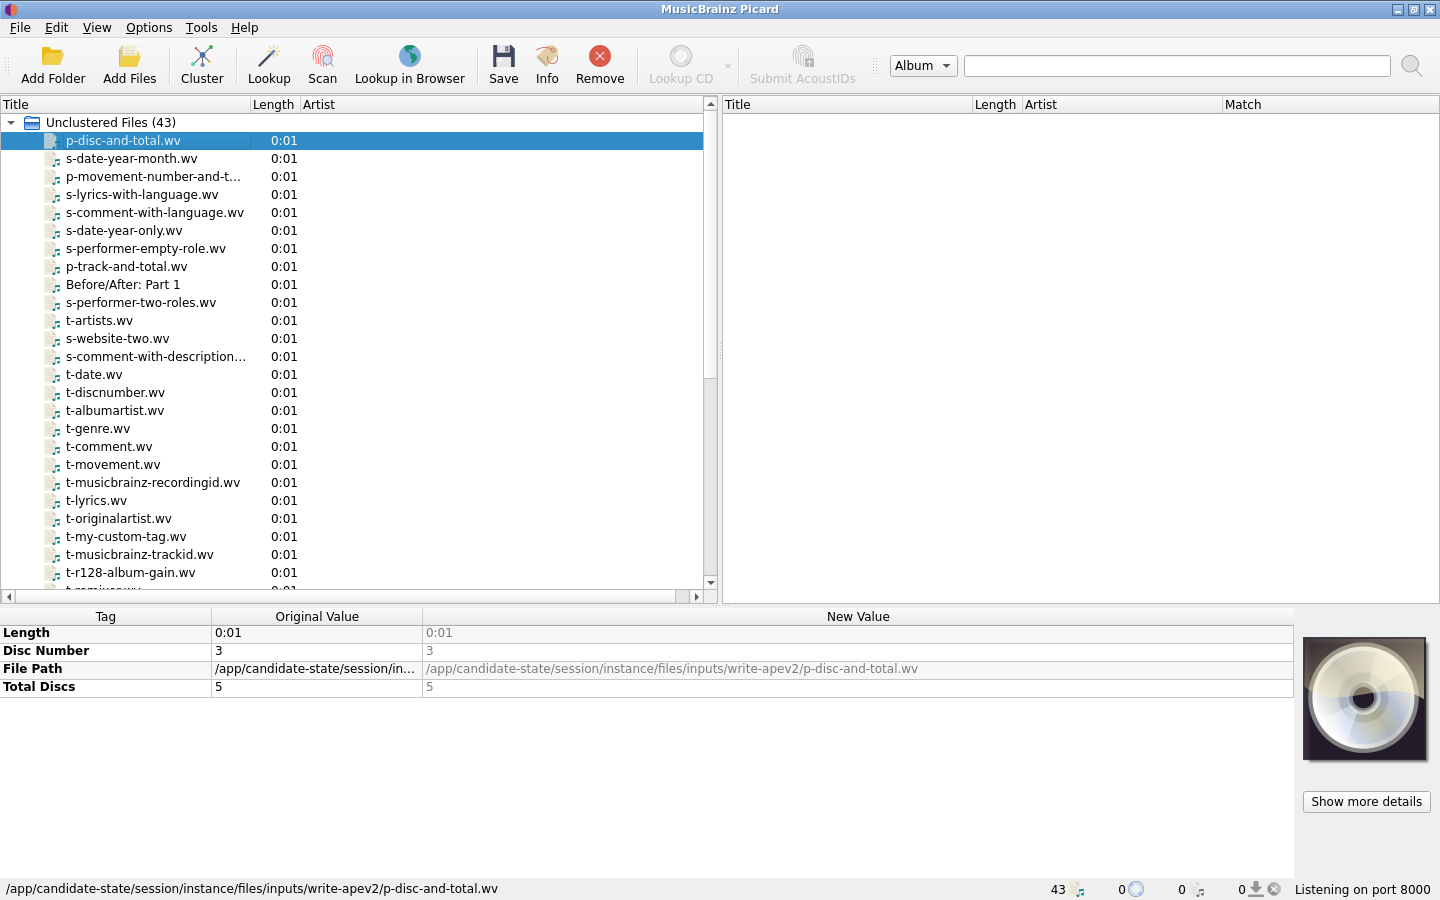 MusicBrainz Picard
File Edit View Options Tools Help
Add Folder Add Files Cluster Lookup Scan Lookup in Browser Save Info Remove Lookup CD Submit AcoustIDs Album
Title Length Artist
Title Length Artist Match
Unclustered Files (43)
p-disc-and-total.wv 0:01
s-date-year-month.wv 0:01
p-movement-number-and-t... 0:01
s-lyrics-with-language.wv 0:01
s-comment-with-language.wv 0:01
s-date-year-only.wv 0:01
s-performer-empty-role.wv 0:01
p-track-and-total.wv 0:01
Before/After: Part 1 0:01
s-performer-two-roles.wv 0:01
t-artists.wv 0:01
s-website-two.wv 0:01
s-comment-with-description... 0:01
t-date.wv 0:01
t-discnumber.wv 0:01
t-albumartist.wv 0:01
t-genre.wv 0:01
t-comment.wv 0:01
t-movement.wv 0:01
t-musicbrainz-recordingid.wv 0:01
t-lyrics.wv 0:01
t-originalartist.wv 0:01
t-my-custom-tag.wv 0:01
t-musicbrainz-trackid.wv 0:01
t-r128-album-gain.wv 0:01
Tag Original Value New Value
Length 0:01 0:01
Disc Number 3 3
File Path /app/candidate-state/session/in... /app/candidate-state/session/instance/files/inputs/write-apev2/p-disc-and-total.wv
Total Discs 5 5
Show more details
/app/candidate-state/session/instance/files/inputs/write-apev2/p-disc-and-total.wv 43 0 0 0 Listening on port 8000